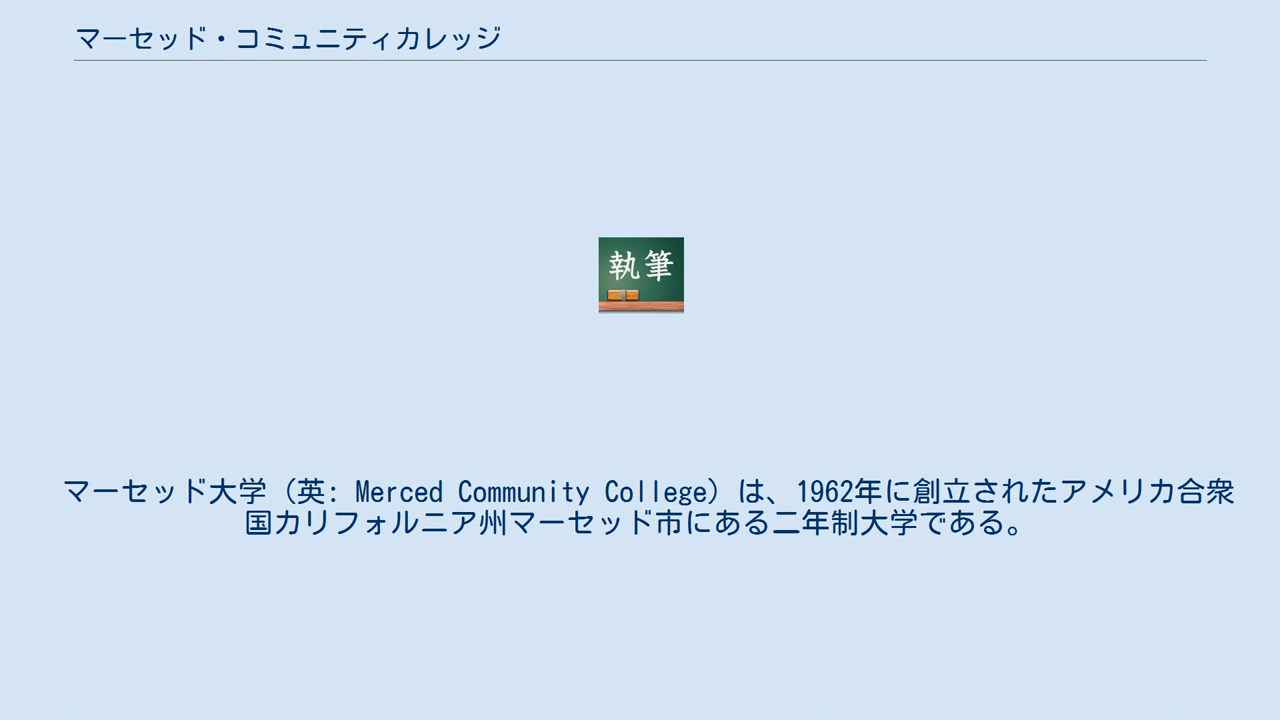 マーセッド・コミュニティカレッジ
執筆
マーセッド大学（英: Merced Community College）は、1962年に創立されたアメリカ合衆
国カリフォルニア州マーセッド市にある二年制大学である。